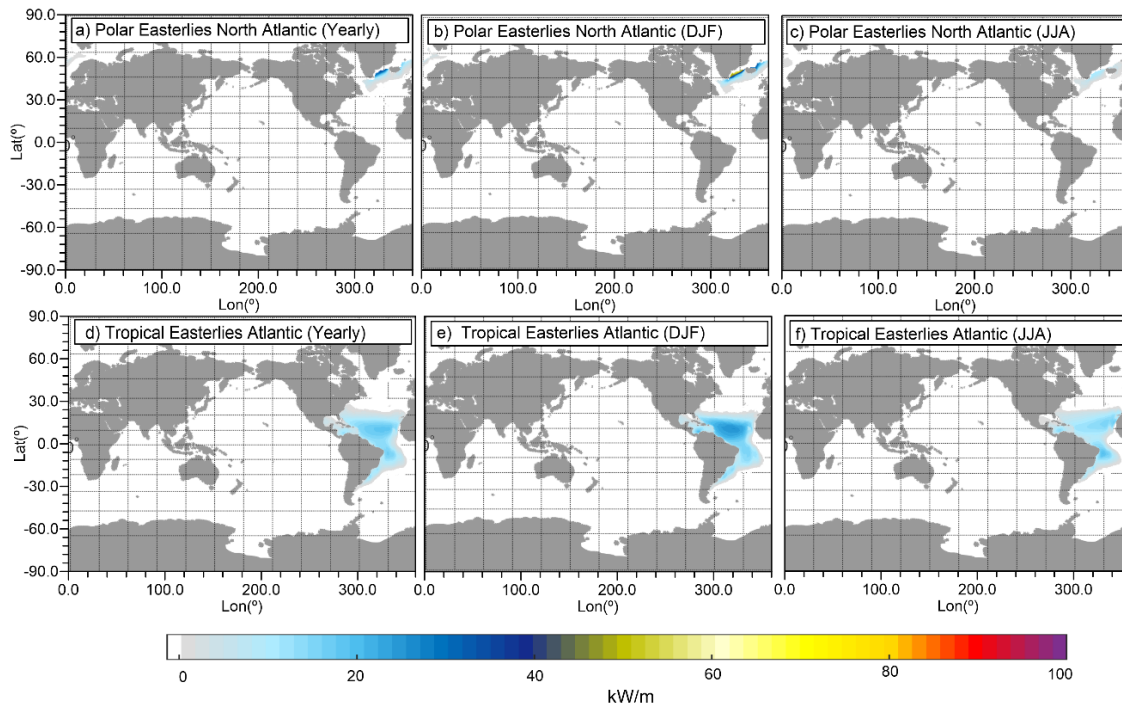 a) Polar Easterlies North Atlantic (Yearly)
b) Polar Easterlies North Atlantic (DJF)
c) Polar Easterlies North Atlantic (JJA)
90.0
60.0
30.0
0.0
-30.0
-60.0
-90.0
Lat(º)
0.0 100.0 200.0 300.0
Lon(º)
0.0 100.0 200.0 300.0
Lon(º)
0.0 100.0 200.0 300.0
Lon(º)
d) Tropical Easterlies Atlantic (Yearly)
e) Tropical Easterlies Atlantic (DJF)
f) Tropical Easterlies Atlantic (JJA)
90.0
60.0
30.0
0.0
-30.0
-60.0
-90.0
Lat(º)
0.0 100.0 200.0 300.0
Lon(º)
0.0 100.0 200.0 300.0
Lon(º)
0.0 100.0 200.0 300.0
Lon(º)
0 20 40 60 80 100
kW/m